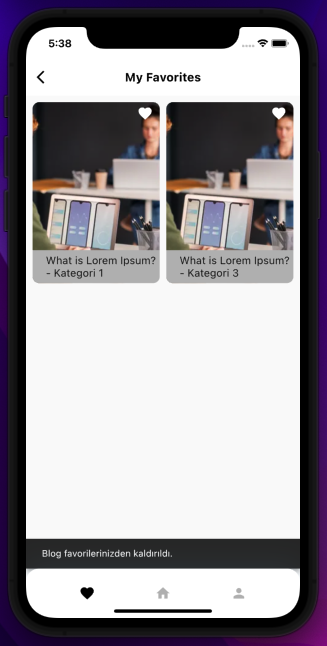 5:38
My Favorites
What is Lorem Ipsum?
- Kategori 1
What is Lorem Ipsum?
- Kategori 3
Blog favorilerinizden kaldırıldı.